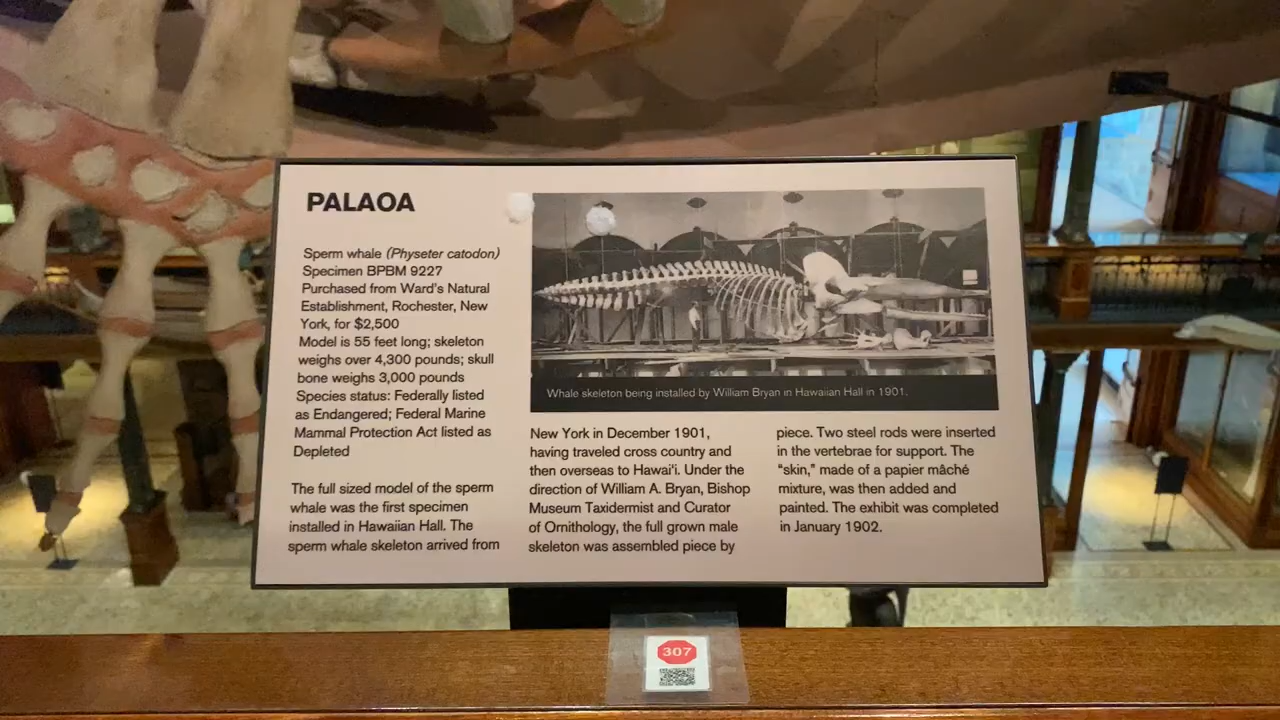 PALAOA
Sperm whale (Physeter catodon)
Specimen BPBM 9227
Purchased from Ward's Natural
Establishment, Rochester, New
York, for $2,500
Model is 55 feet long; skeleton
weighs over 4,300 pounds; skull
bone weighs 3,000 pounds
Species status: Federally listed
as Endangered; Federal Marine
Mammal Protection Act listed as
Depleted
The full sized model of the sperm
whale was the first specimen
installed in Hawaiian Hall. The
sperm whale skeleton arrived from
Whale skeleton being installed by William Bryan in Hawaiian Hall in 1901.
New York in December 1901,
having traveled cross country and
then overseas to Hawai'i. Under the
direction of William A. Bryan, Bishop
Museum Taxidermist and Curator
of Ornithology, the full grown male
skeleton was assembled piece by
piece. Two steel rods were inserted
in the vertebrae for support. The
“skin,” made of a papier mâché
mixture, was then added and
painted. The exhibit was completed
in January 1902.
307